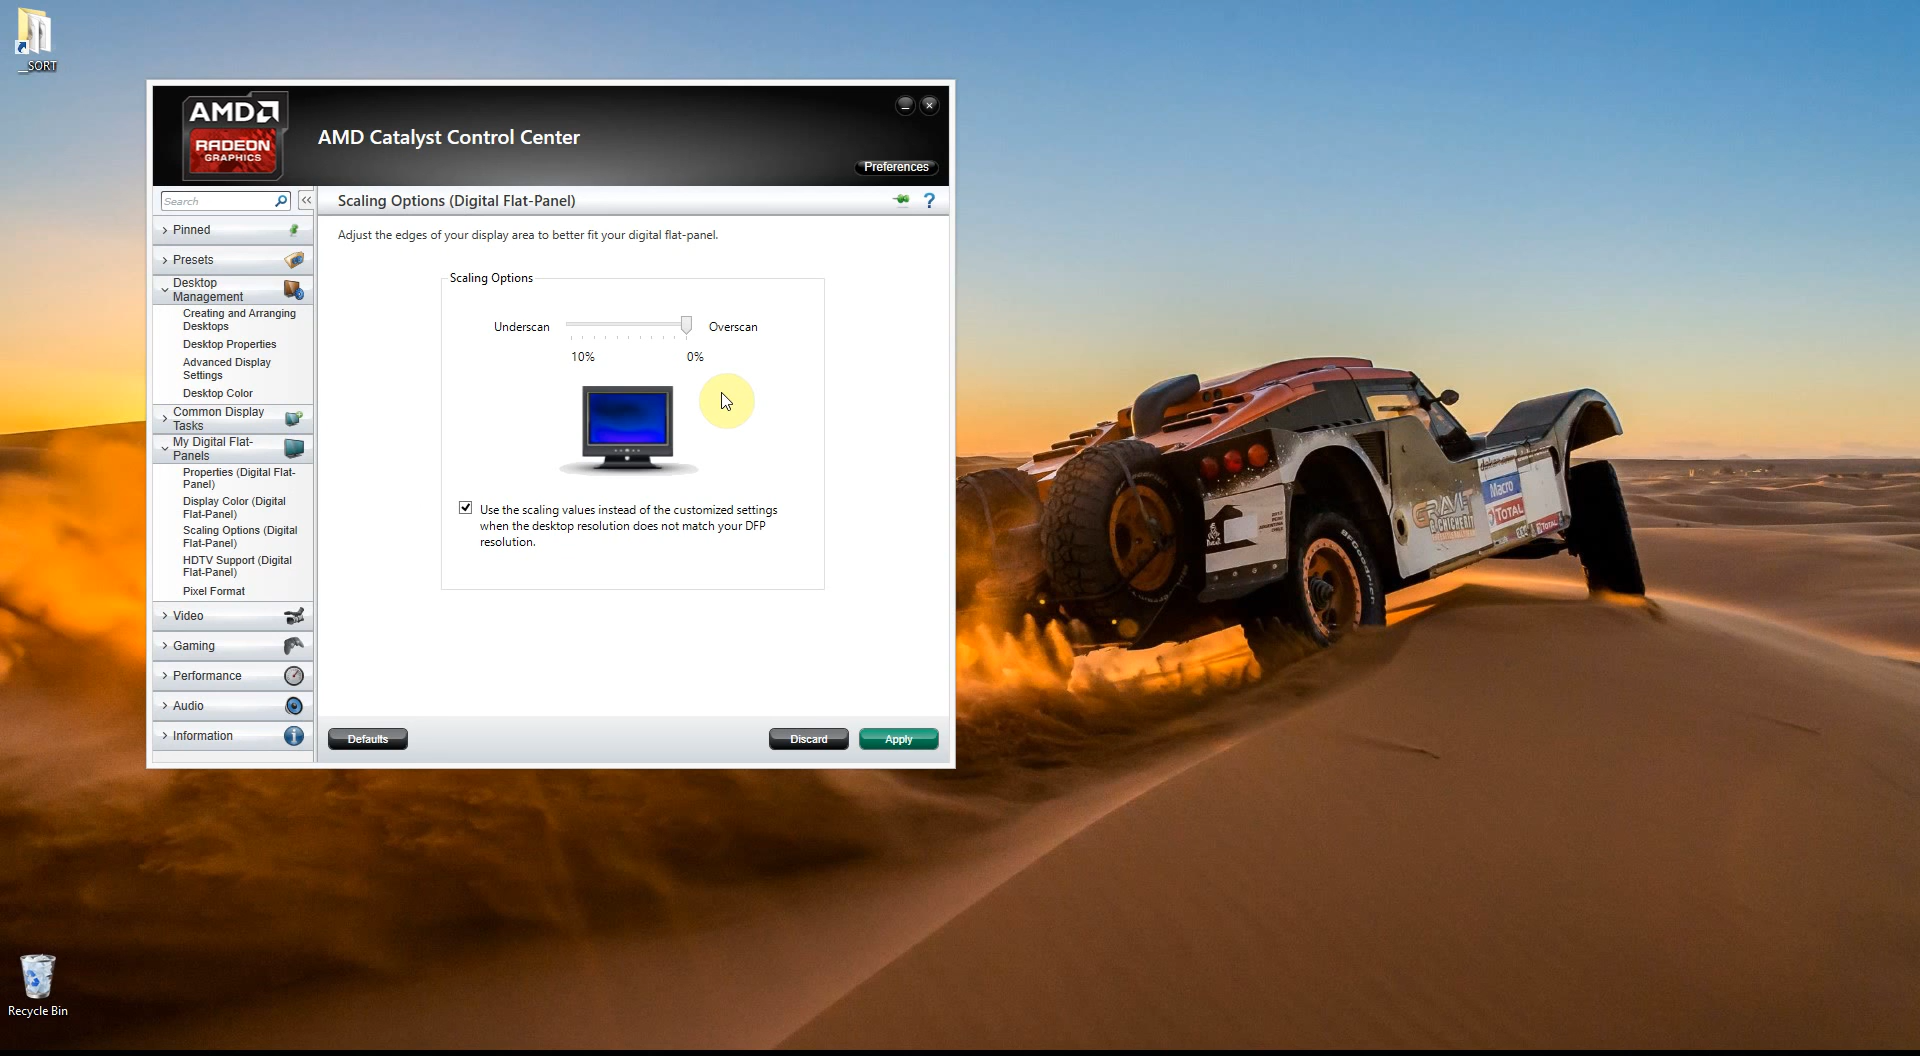 __SORT
AMD
RADEON
GRAPHICS
AMD Catalyst Control Center
Preferences
Search
Scaling Options (Digital Flat-Panel)
?
Pinned
Adjust the edges of your display area to better fit your digital flat-panel.
Presets
Desktop
Management
Creating and Arranging
Desktops
Desktop Properties
Advanced Display
Settings
Desktop Color
Common Display
Tasks
My Digital Flat-
Panels
Properties (Digital Flat-
Panel)
Display Color (Digital
Flat-Panel)
Scaling Options (Digital
Flat-Panel)
HDTV Support (Digital
Flat-Panel)
Pixel Format
Video
Gaming
Performance
Audio
Information
Scaling Options
Underscan
Overscan
10%
0%
Use the scaling values instead of the customized settings
when the desktop resolution does not match your DFP
resolution.
Defaults
Discard
Apply
Macro
TOTAL
TOTAL
BFGoodrich
Recycle Bin